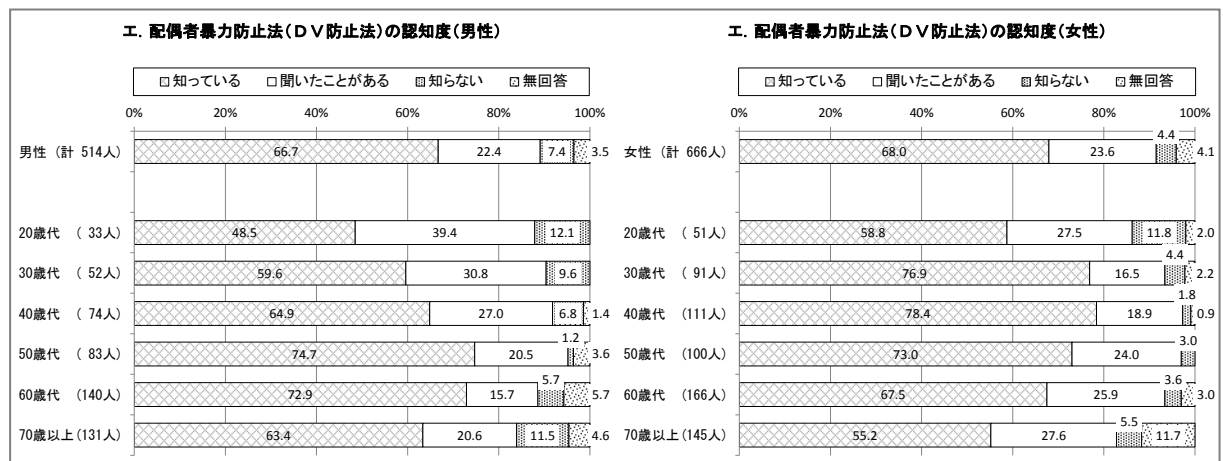 エ．配偶者暴力防止法（ＤＶ防止法）の認知度（男性）
知っている 聞いたことがある 知らない 無回答
0% 20% 40% 60% 80% 100%
男性 (計 514人) 66.7 22.4 7.4 3.5
20歳代 ( 33人) 48.5 39.4 12.1
30歳代 ( 52人) 59.6 30.8 9.6
40歳代 ( 74人) 64.9 27.0 6.8 1.4
50歳代 ( 83人) 74.7 20.5 1.2 3.6
60歳代 (140人) 72.9 15.7 5.7 5.7
70歳以上(131人) 63.4 20.6 11.5 4.6
エ．配偶者暴力防止法（ＤＶ防止法）の認知度（女性）
知っている 聞いたことがある 知らない 無回答
0% 20% 40% 60% 80% 100%
女性 (計 666人) 68.0 23.6 4.4 4.1
20歳代 ( 51人) 58.8 27.5 11.8 2.0
30歳代 ( 91人) 76.9 16.5 4.4 2.2
40歳代 (111人) 78.4 18.9 1.8 0.9
50歳代 (100人) 73.0 24.0 3.0
60歳代 (166人) 67.5 25.9 3.6 3.0
70歳以上(145人) 55.2 27.6 5.5 11.7